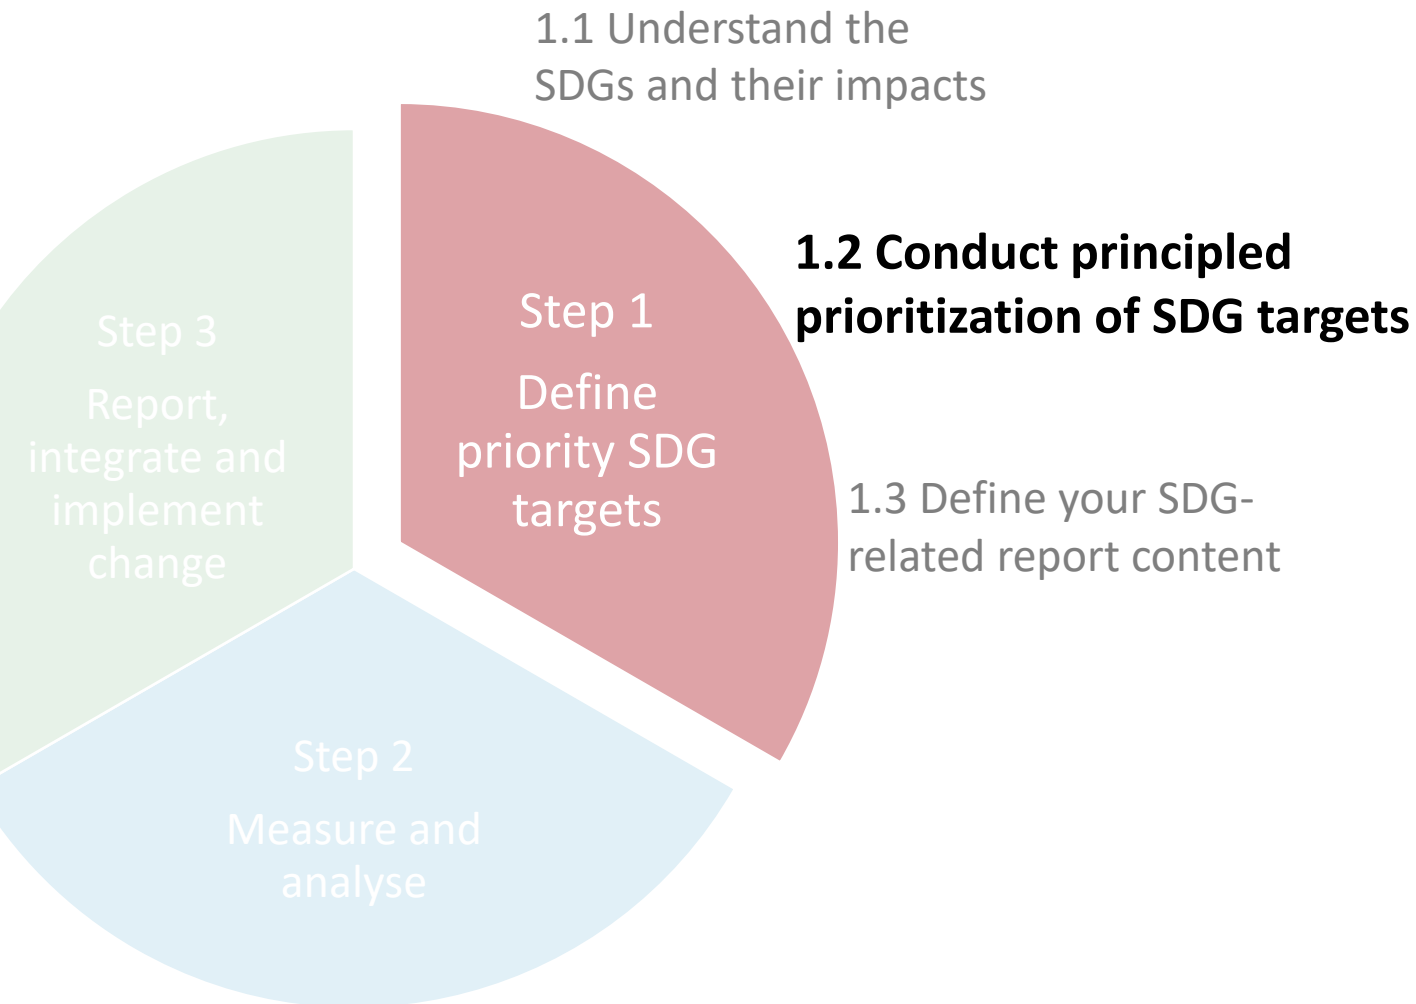 1.1 Understand the
SDGs and their impacts
1.2 Conduct principled
prioritization of SDG targets
1.3 Define your SDG-
related report content
Step 1
Define
priority SDG
targets
Step 2
Measure and
analyse
Step 3
Report,
integrate and
implement
change